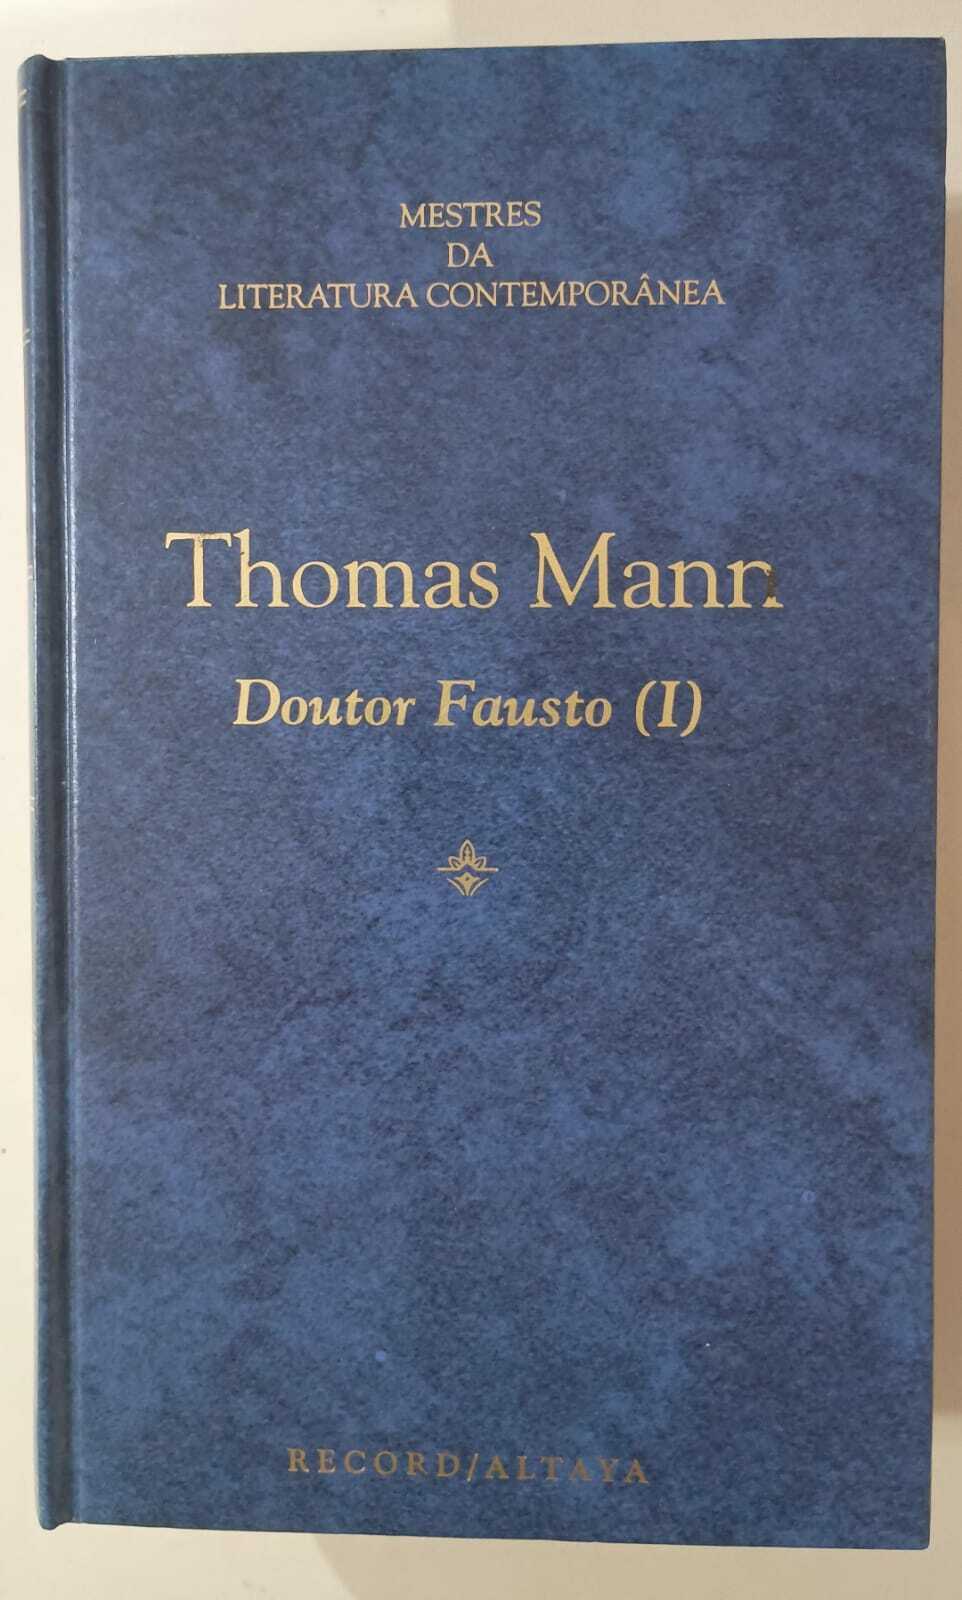 MESTRES
DA
LITERATURA CONTEMPORÂNEA
Thomas Mann
Doutor Fausto (I)
RECORD/ALTAYA